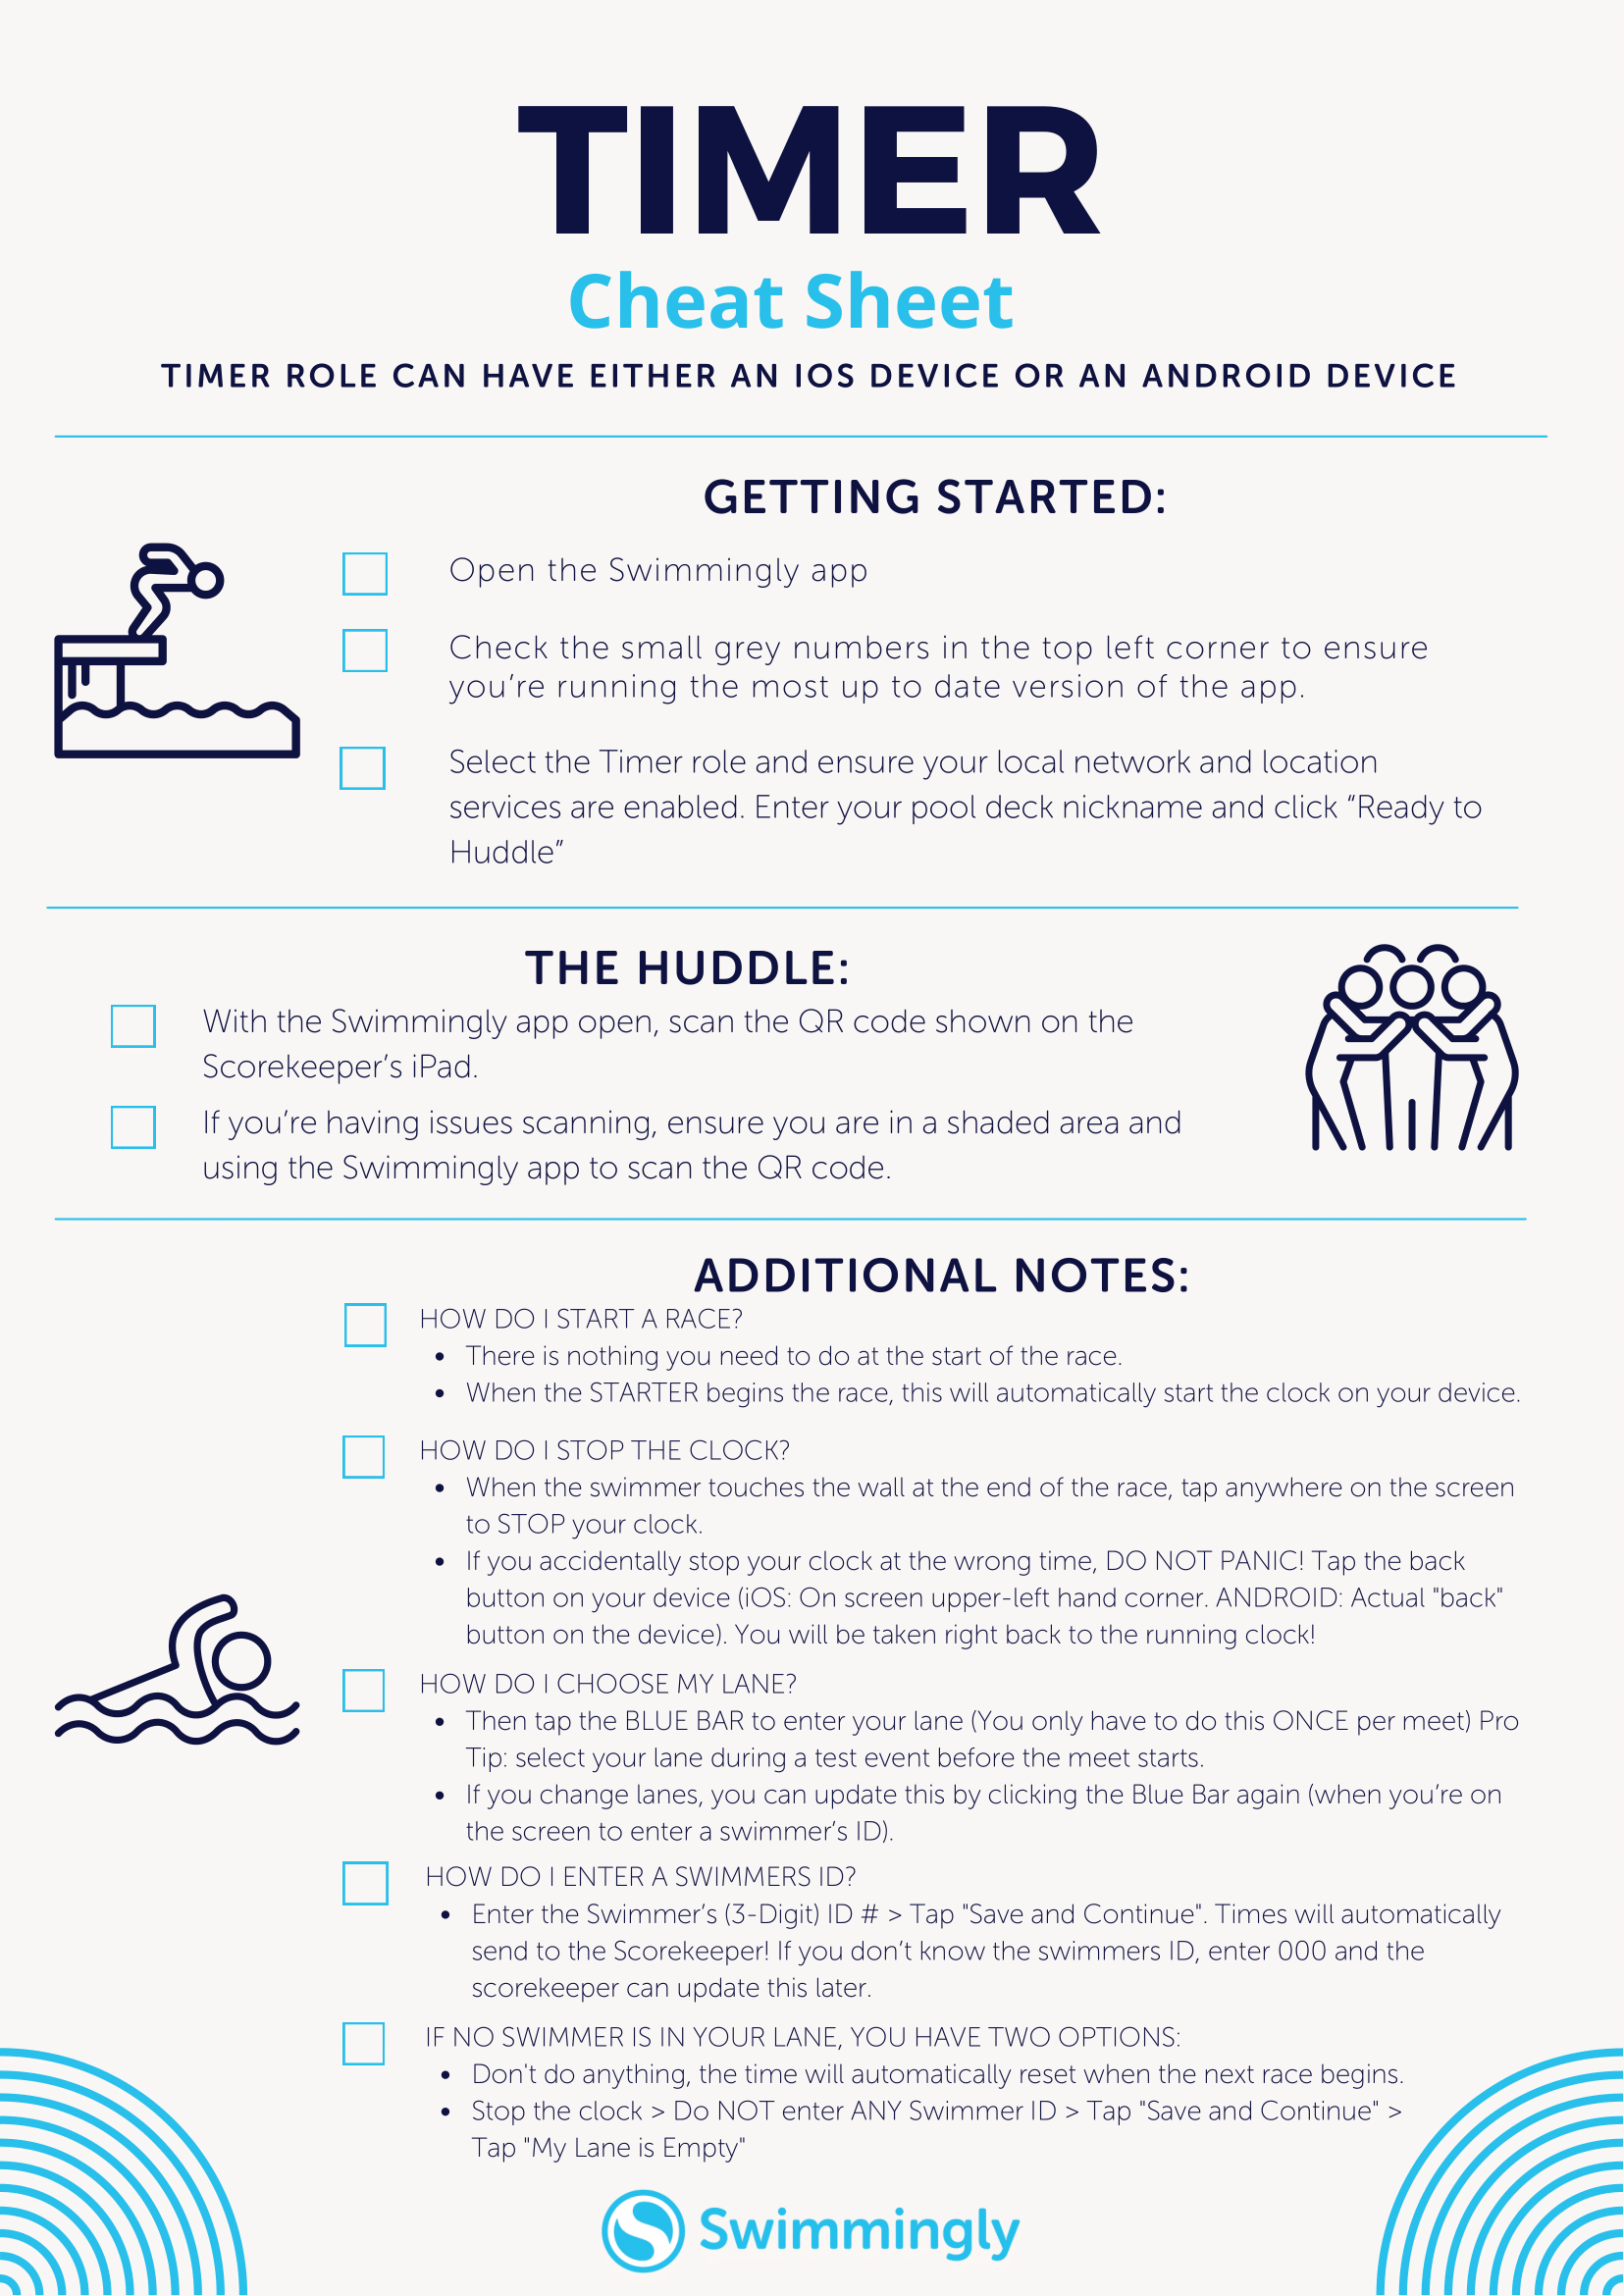 TIMER
Cheat Sheet
TIMER ROLE CAN HAVE EITHER AN IOS DEVICE OR AN ANDROID DEVICE
GETTING STARTED:
Open the Swimmingly app
Check the small grey numbers in the top left corner to ensure
you’re running the most up to date version of the app.
Select the Timer role and ensure your local network and location
services are enabled. Enter your pool deck nickname and click “Ready to
Huddle”
THE HUDDLE:
With the Swimmingly app open, scan the QR code shown on the
Scorekeeper’s iPad.
If you’re having issues scanning, ensure you are in a shaded area and
using the Swimmingly app to scan the QR code.
ADDITIONAL NOTES:
HOW DO I START A RACE?
• There is nothing you need to do at the start of the race.
• When the STARTER begins the race, this will automatically start the clock on your device.
HOW DO I STOP THE CLOCK?
• When the swimmer touches the wall at the end of the race, tap anywhere on the screen
to STOP your clock.
• If you accidentally stop your clock at the wrong time, DO NOT PANIC! Tap the back
button on your device (iOS: On screen upper-left hand corner. ANDROID: Actual "back"
button on the device). You will be taken right back to the running clock!
HOW DO I CHOOSE MY LANE?
• Then tap the BLUE BAR to enter your lane (You only have to do this ONCE per meet) Pro
Tip: select your lane during a test event before the meet starts.
• If you change lanes, you can update this by clicking the Blue Bar again (when you’re on
the screen to enter a swimmer’s ID).
HOW DO I ENTER A SWIMMERS ID?
• Enter the Swimmer’s (3-Digit) ID # > Tap "Save and Continue". Times will automatically
send to the Scorekeeper! If you don’t know the swimmers ID, enter 000 and the
scorekeeper can update this later.
IF NO SWIMMER IS IN YOUR LANE, YOU HAVE TWO OPTIONS:
• Don't do anything, the time will automatically reset when the next race begins.
• Stop the clock > Do NOT enter ANY Swimmer ID > Tap "Save and Continue" >
Tap "My Lane is Empty"
Swimmingly